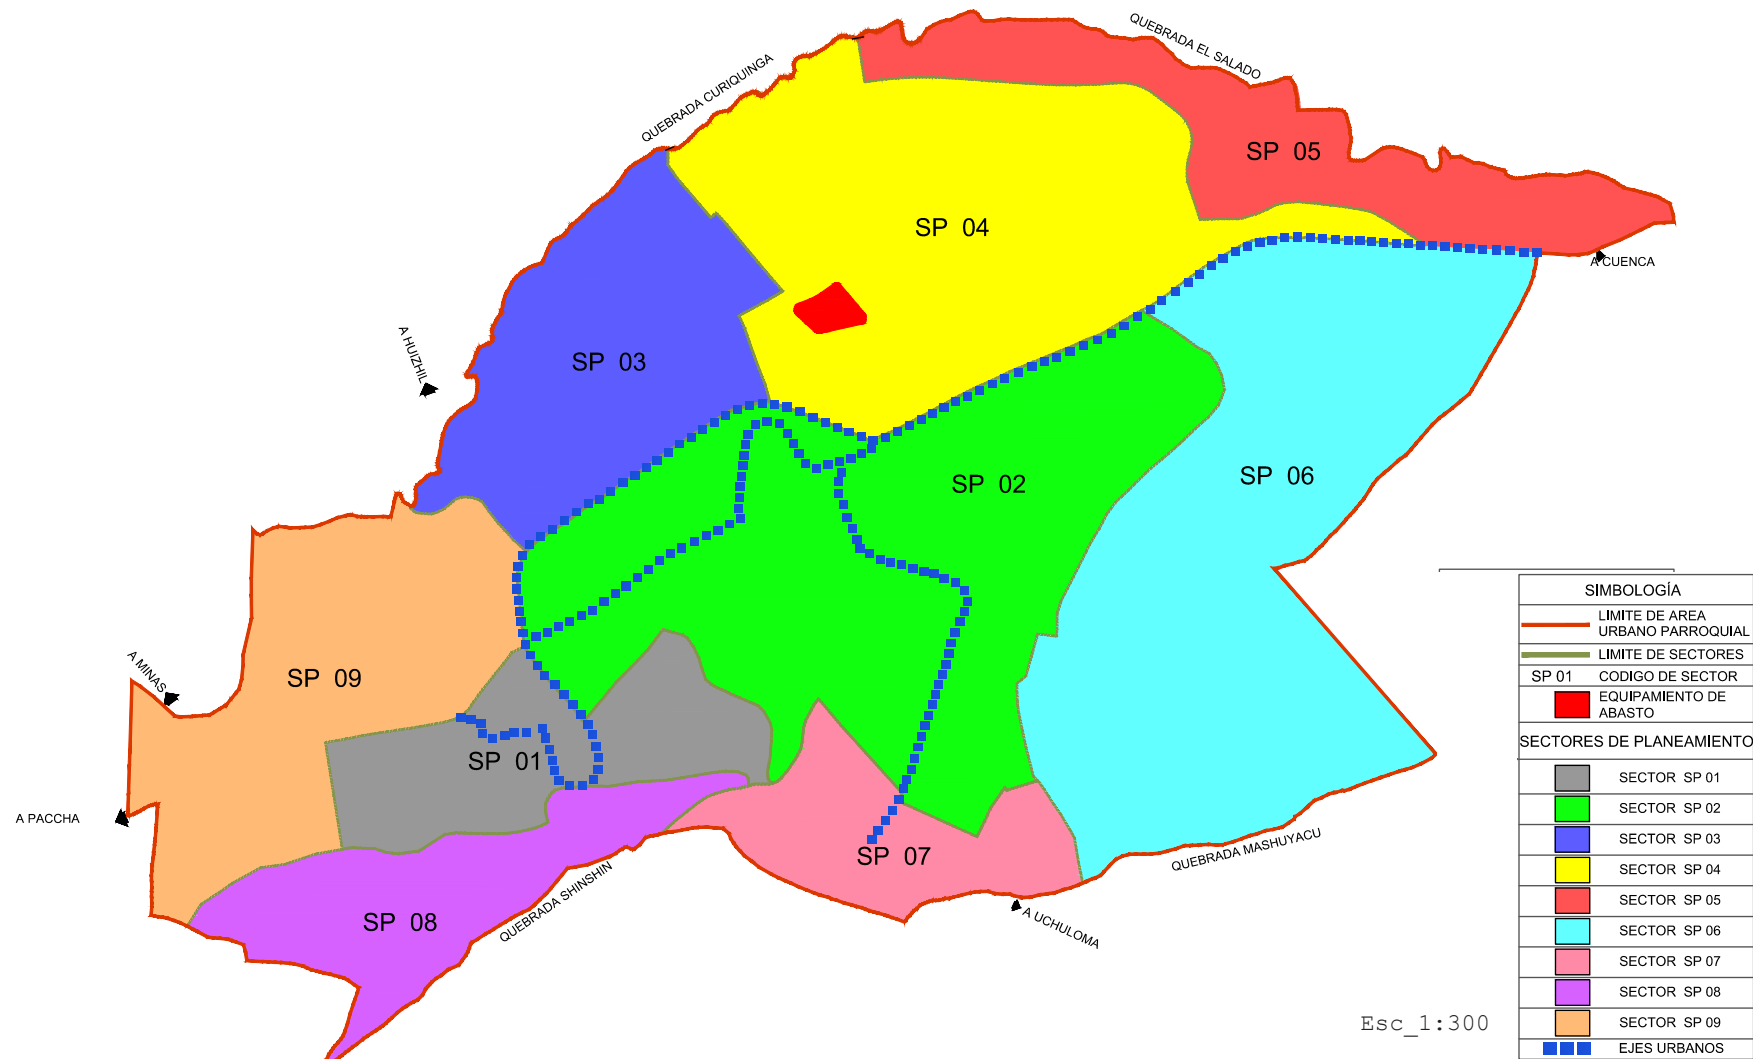 QUEBRADA EL SALADO
QUEBRADA CURIQUINGA
SP 05
SP 04
A CUENCA
A HUIZHIL
SP 03
SP 02
SP 06
A MINAS
SP 09
SP 01
A PACCHA
SP 07
QUEBRADA MASHUYACU
SP 08
QUEBRADA SHINSHIN
A UCHULOMA
Esc_1:300
SIMBOLOGÍA
LIMITE DE AREA
URBANO PARROQUIAL
LIMITE DE SECTORES
SP 01 CODIGO DE SECTOR
EQUIPAMIENTO DE
ABASTO
SECTORES DE PLANEAMIENTO
SECTOR SP 01
SECTOR SP 02
SECTOR SP 03
SECTOR SP 04
SECTOR SP 05
SECTOR SP 06
SECTOR SP 07
SECTOR SP 08
SECTOR SP 09
EJES URBANOS